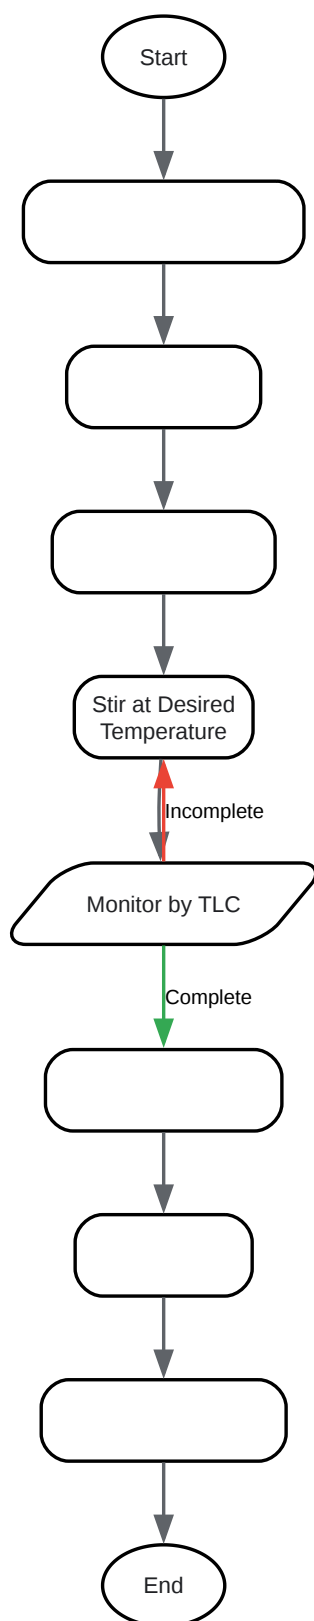 Start
Stir at Desired
Temperature
Incomplete
Monitor by TLC
Complete
End